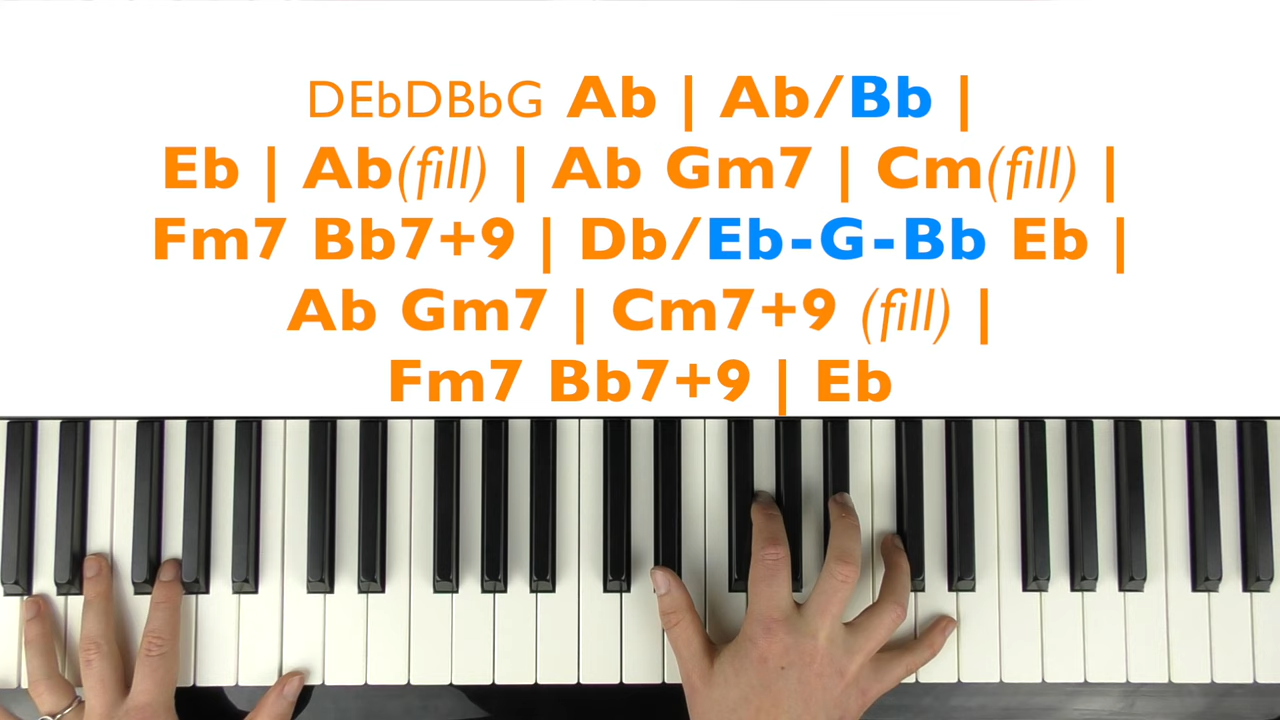 DEbDBbG Ab | Ab/Bb |
Eb | Ab(fill) | Ab Gm7 | Cm(fill) |
Fm7 Bb7+9 | Db/Eb-G-Bb Eb |
Ab Gm7 | Cm7+9 (fill) |
Fm7 Bb7+9 | Eb